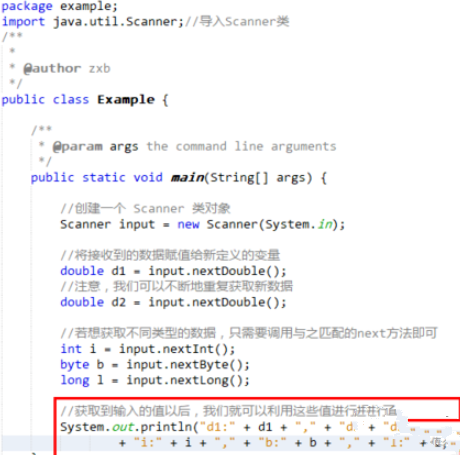 package example;
import java.util.Scanner;//导入Scanner类
/**
*
* @author zxb
*/
public class Example {
/**
* @param args the command line arguments
*/
public static void main(String[] args) {
//创建一个 Scanner 类对象
Scanner input = new Scanner(System.in);
//将接收到的数据赋值给新定义的变量
double d1 = input.nextDouble();
//注意，我们可以不断地重复获取新数据
double d2 = input.nextDouble();
//若想获取不同类型的数据，只需要调用与之匹配的next方法即可
int i = input.nextInt();
byte b = input.nextByte();
long l = input.nextLong();
//获取到输入的值以后，我们就可以利用这些值进行
System.out.println("d1:" + d1 + "," +
+ "i:" + i + "," + "b:" + b + "," + "l:" +